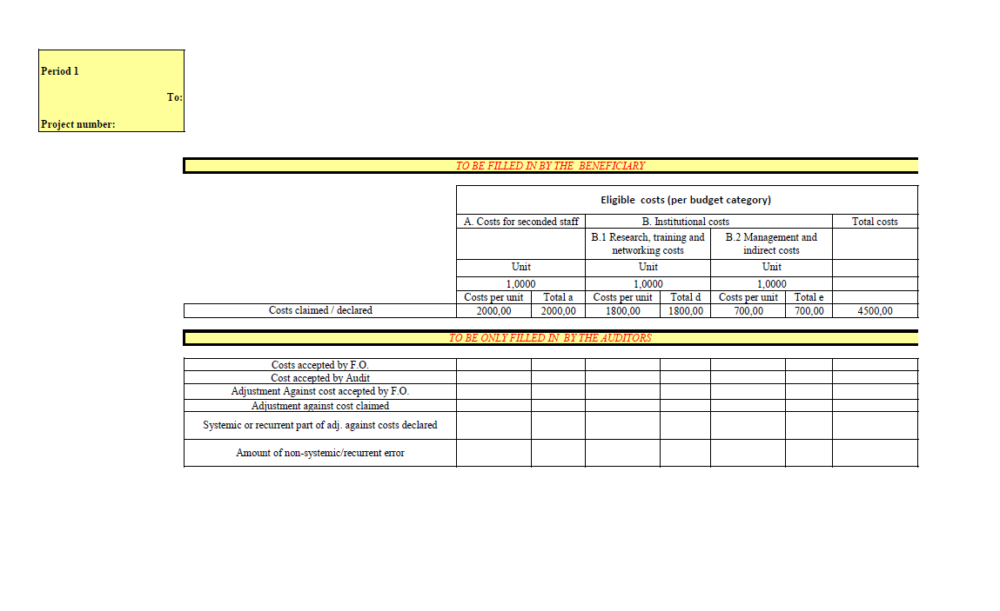 Period 1
To:
Project number:
TO BE FILLED IN BY THE BENEFICIARY
Eligible costs (per budget category)
A. Costs for seconded staff B. Institutional costs Total costs
B.1 Research, training and networking costs B.2 Management and indirect costs
Unit Unit Unit
1,0000 1,0000 1,0000
Costs per unit Total a Costs per unit Total d Costs per unit Total e
Costs claimed / declared 2000,00 2000,00 1800,00 1800,00 700,00 700,00 4500,00
TO BE ONLY FILLED IN BY THE AUDITORS
Costs accepted by F.O.
Cost accepted by Audit
Adjustment Against cost accepted by F.O.
Adjustment against cost claimed
Systemic or recurrent part of adj. against costs declared
Amount of non-systemic/recurrent error